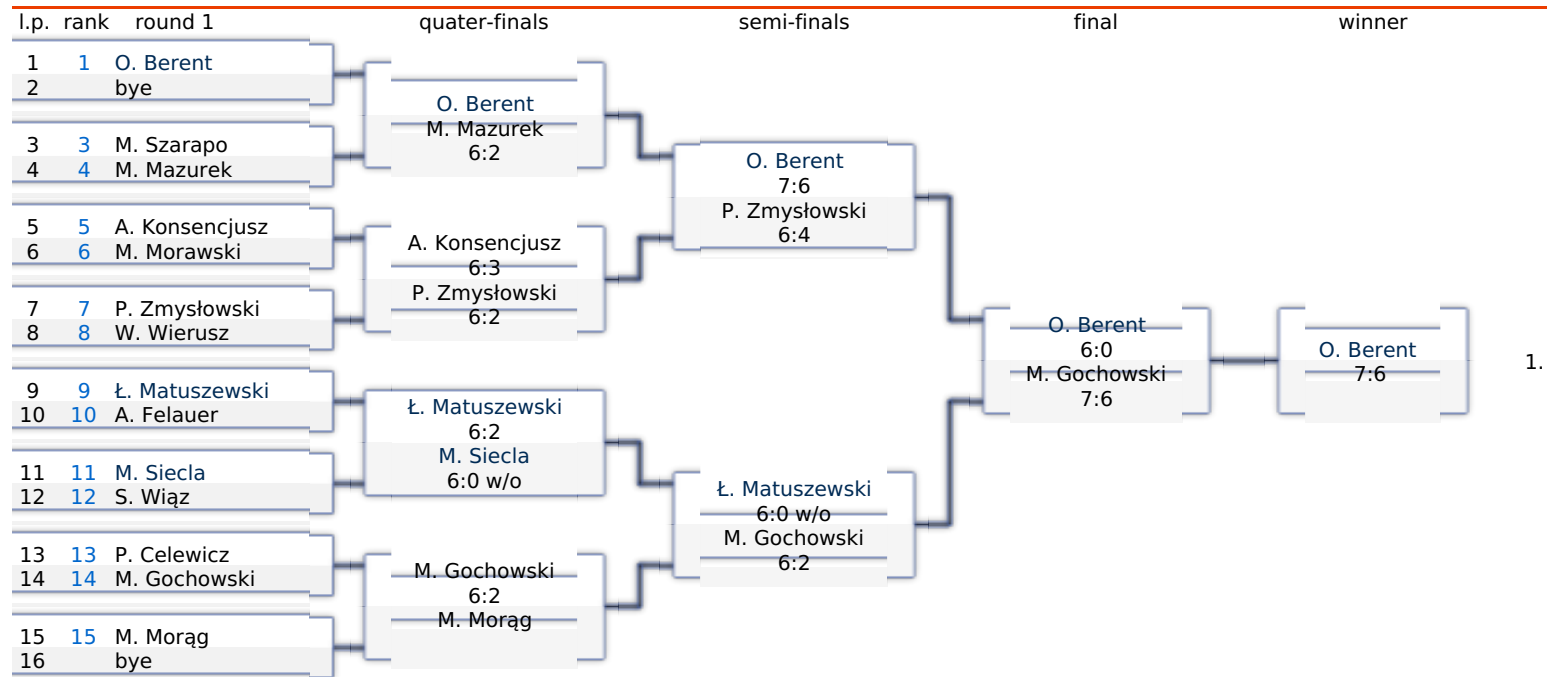 l.p. rank round 1 quater-finals semi-finals final winner
1 1 O. Berent
2 bye
3 3 M. Szarapo
4 4 M. Mazurek
5 5 A. Konsencjusz
6 6 M. Morawski
7 7 P. Zmysłowski
8 8 W. Wierusz
9 9 Ł. Matuszewski
10 10 A. Felauer
11 11 M. Siecla
12 12 S. Wiąz
13 13 P. Celewicz
14 14 M. Gochowski
15 15 M. Morąg
16 bye
O. Berent
M. Mazurek
6:2
A. Konsencjusz
6:3
P. Zmysłowski
6:2
Ł. Matuszewski
6:2
M. Siecla
6:0 w/o
M. Gochowski
6:2
M. Morąg
O. Berent
7:6
P. Zmysłowski
6:4
Ł. Matuszewski
6:0 w/o
M. Gochowski
6:2
O. Berent
6:0
M. Gochowski
7:6
O. Berent
7:6
1.